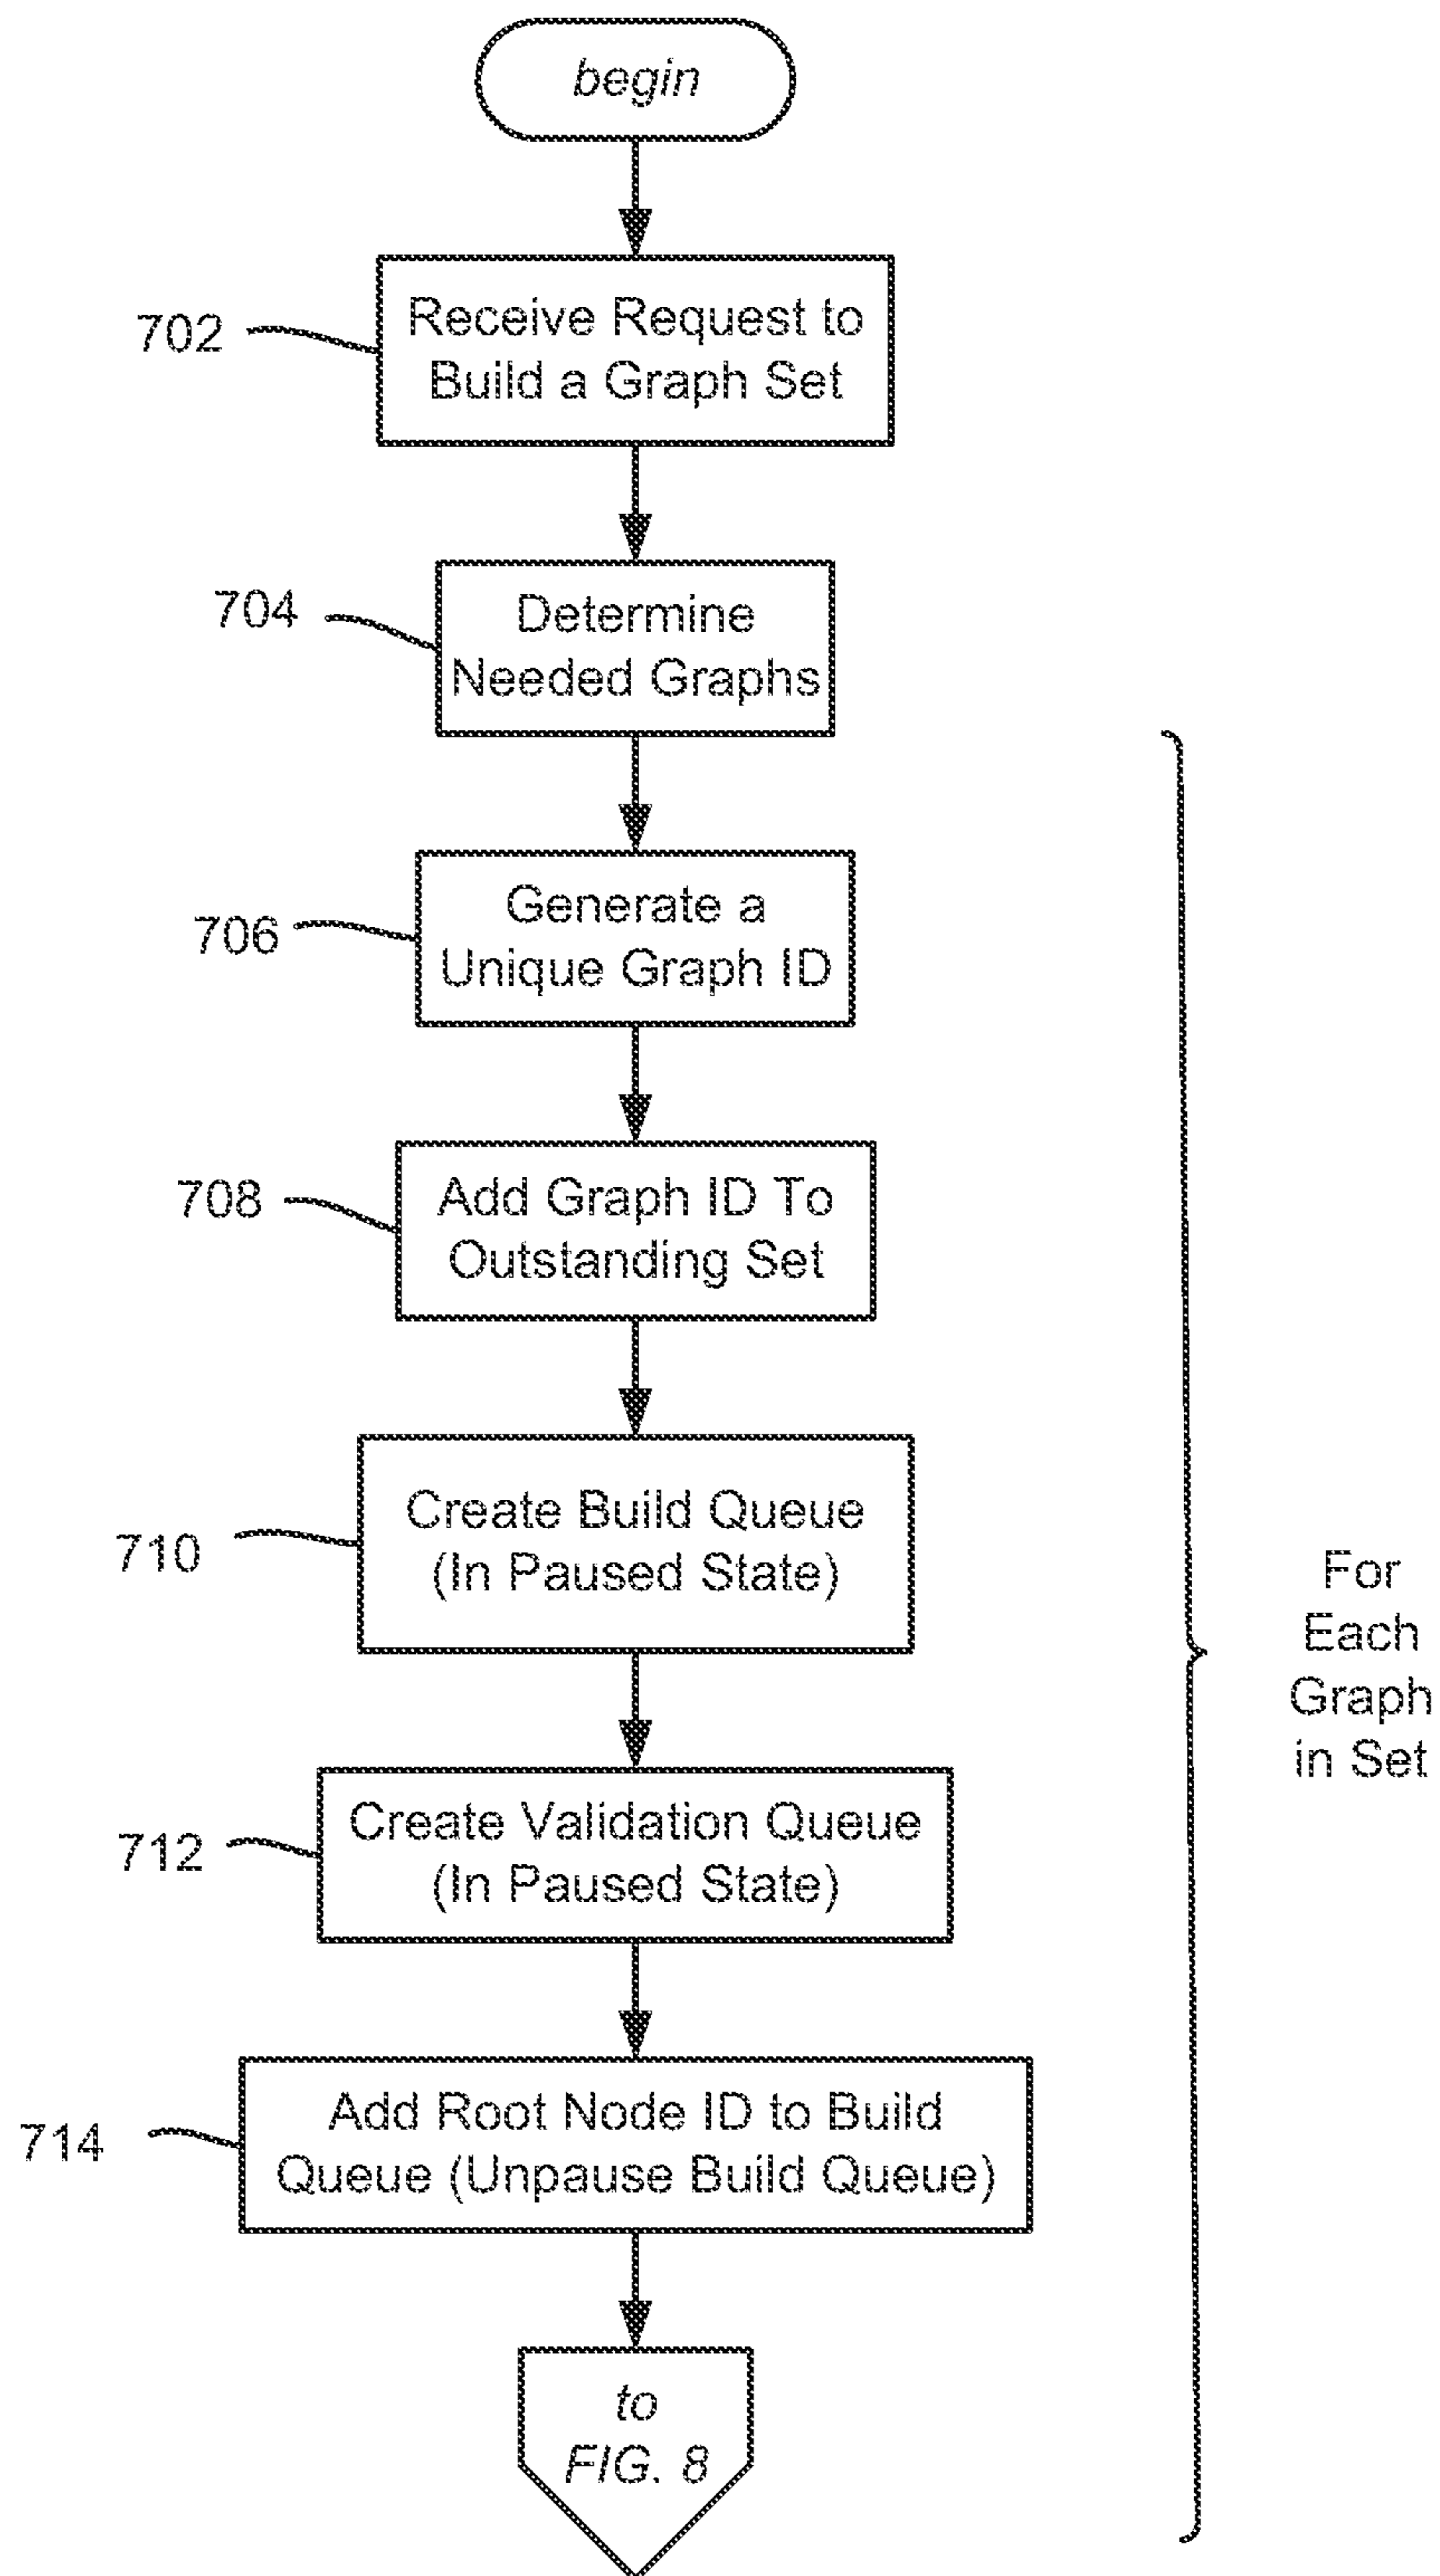 begin
702
Receive Request to
Build a Graph Set
704
Determine
Needed Graphs
706
Generate a
Unique Graph ID
708
Add Graph ID To
Outstanding Set
710
Create Build Queue
(In Paused State)
For
Each
Graph
in Set
712
Create Validation Queue
(In Paused State)
714
Add Root Node ID to Build
Queue (Unpause Build Queue)
to
FIG. 8